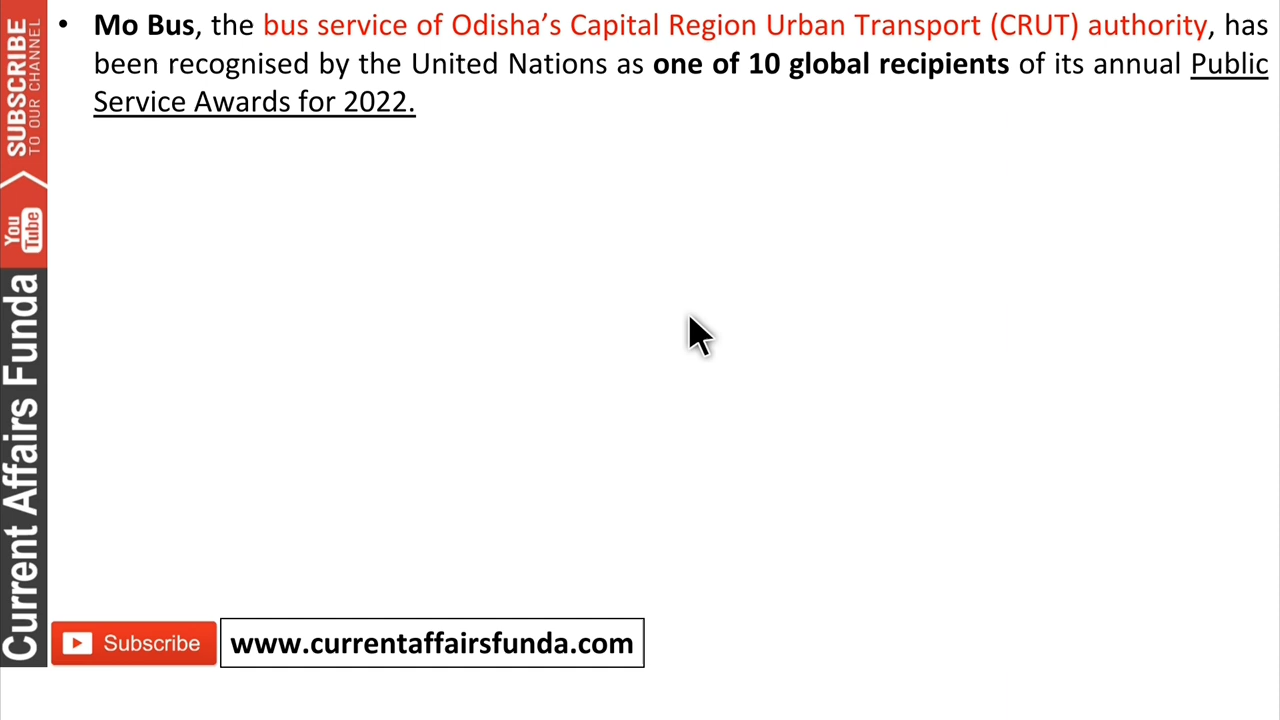 • Mo Bus, the bus service of Odisha’s Capital Region Urban Transport (CRUT) authority, has
been recognised by the United Nations as one of 10 global recipients of its annual Public
Service Awards for 2022.
SUBSCRIBE
TO OUR CHANNEL
You
Tube
Current Affairs Funda
Subscribe
www.currentaffairsfunda.com